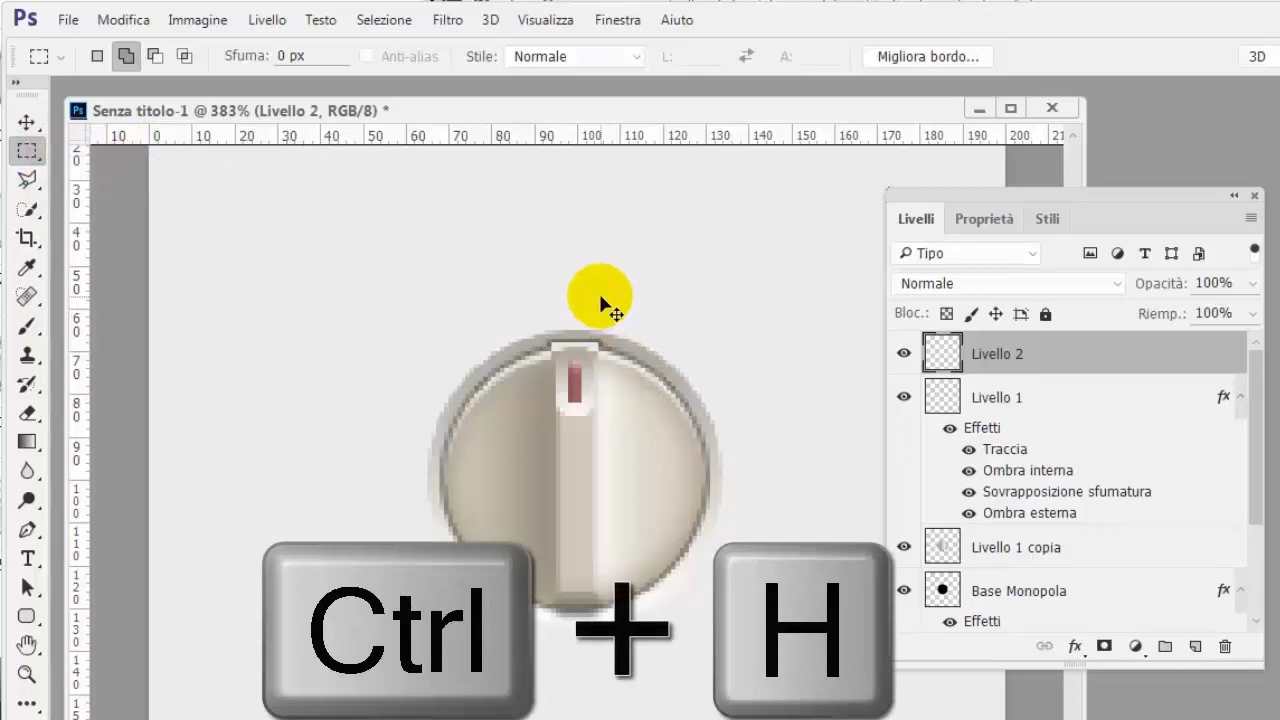 Ps File Modifica Immagine Livello Testo Selezione Filtro 3D Visualizza Finestra Aiuto
Sfuma: 0 px Anti-alias Stile: Normale L: A: Migliora bordo... 3D
Senza titolo-1 @ 383% (Livello 2, RGB/8) *
10 0 10 20 30 40 50 60 70 80 90 100 110 120 130 140 150 160 170 180 190 200 21
20
30
40
50
60
70
80
90
100
110
120
130
140
15
Livelli Proprietà Stili
Tipo
Normale Opacità: 100%
Bloc.: Riemp.: 100%
Livello 2
Livello 1 fx
Effetti
Traccia
Ombra interna
Sovrapposizione sfumatura
Ombra esterna
Livello 1 copia
Base Monopola fx
Effetti
fx
Ctrl + H